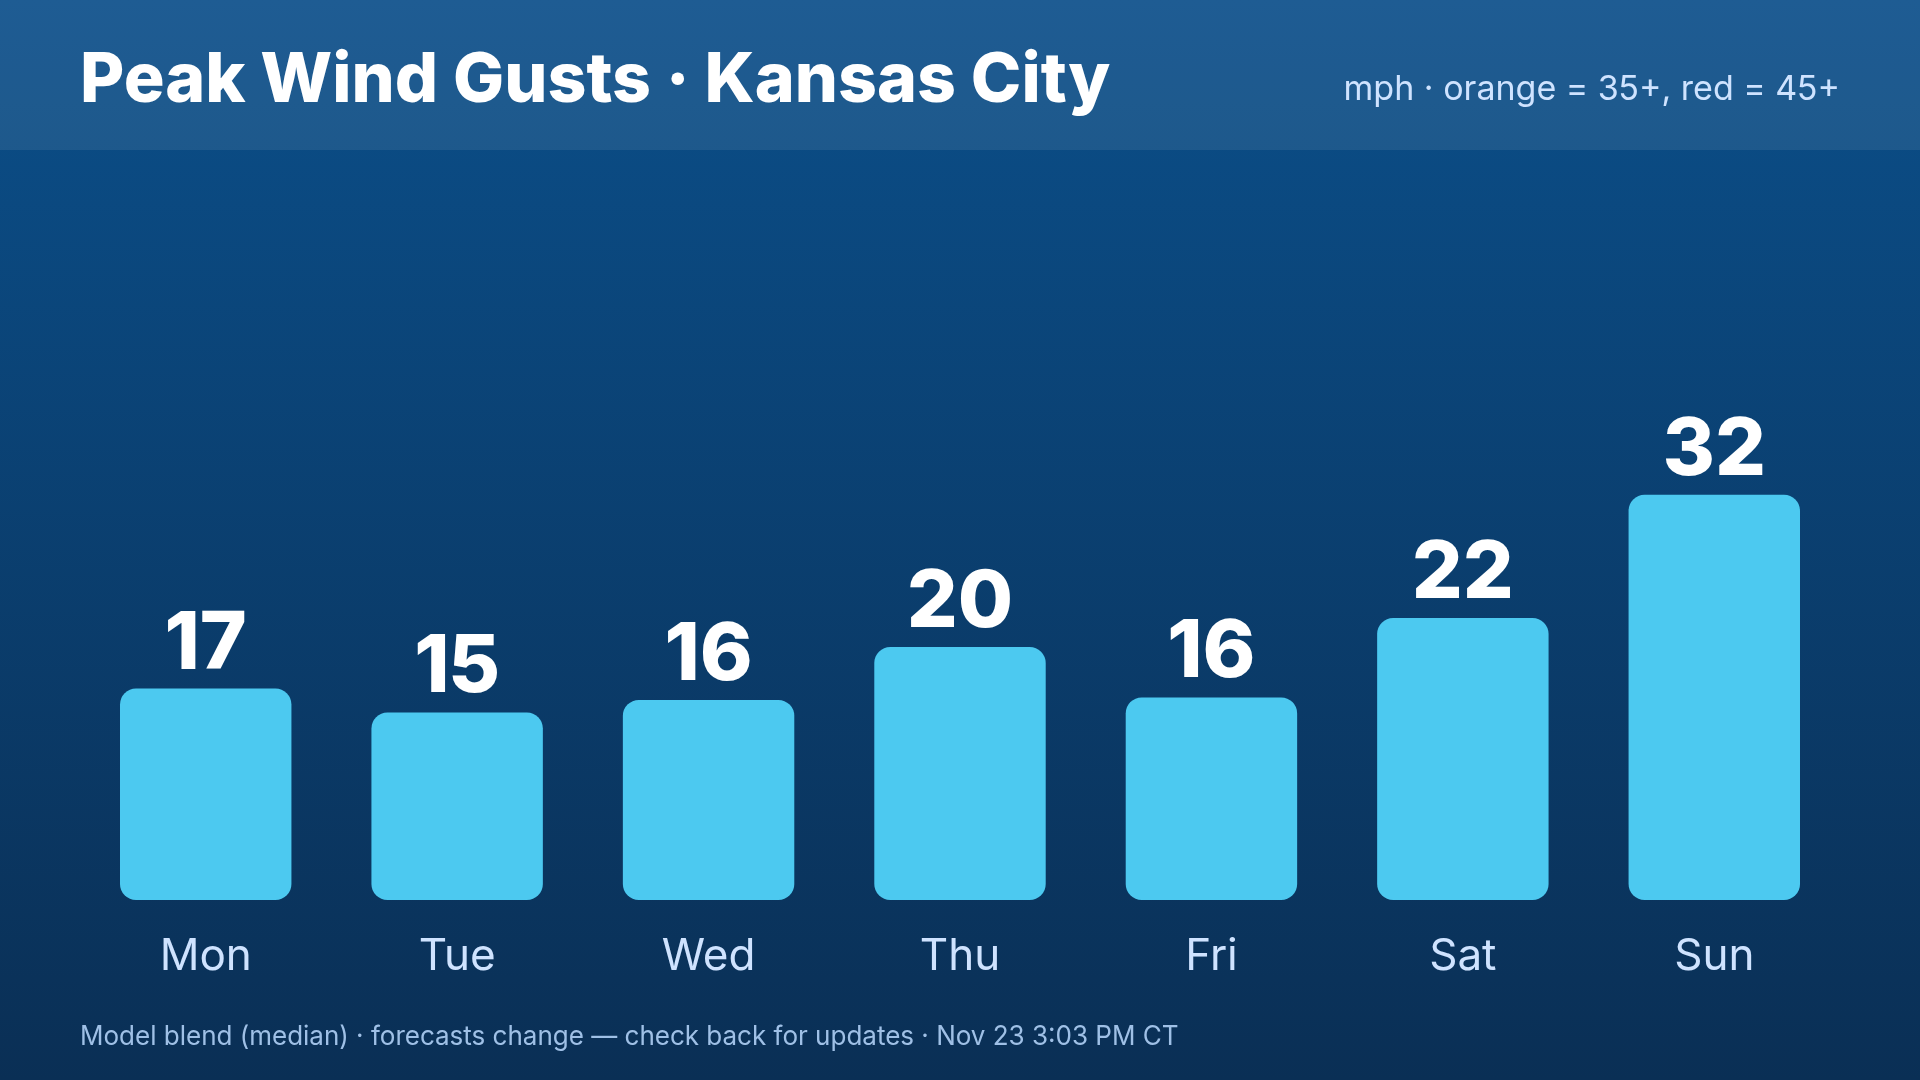 Peak Wind Gusts · Kansas City
mph · orange = 35+, red = 45+
17
15
16
20
16
22
32
Mon
Tue
Wed
Thu
Fri
Sat
Sun
Model blend (median) · forecasts change — check back for updates · Nov 23 3:03 PM CT